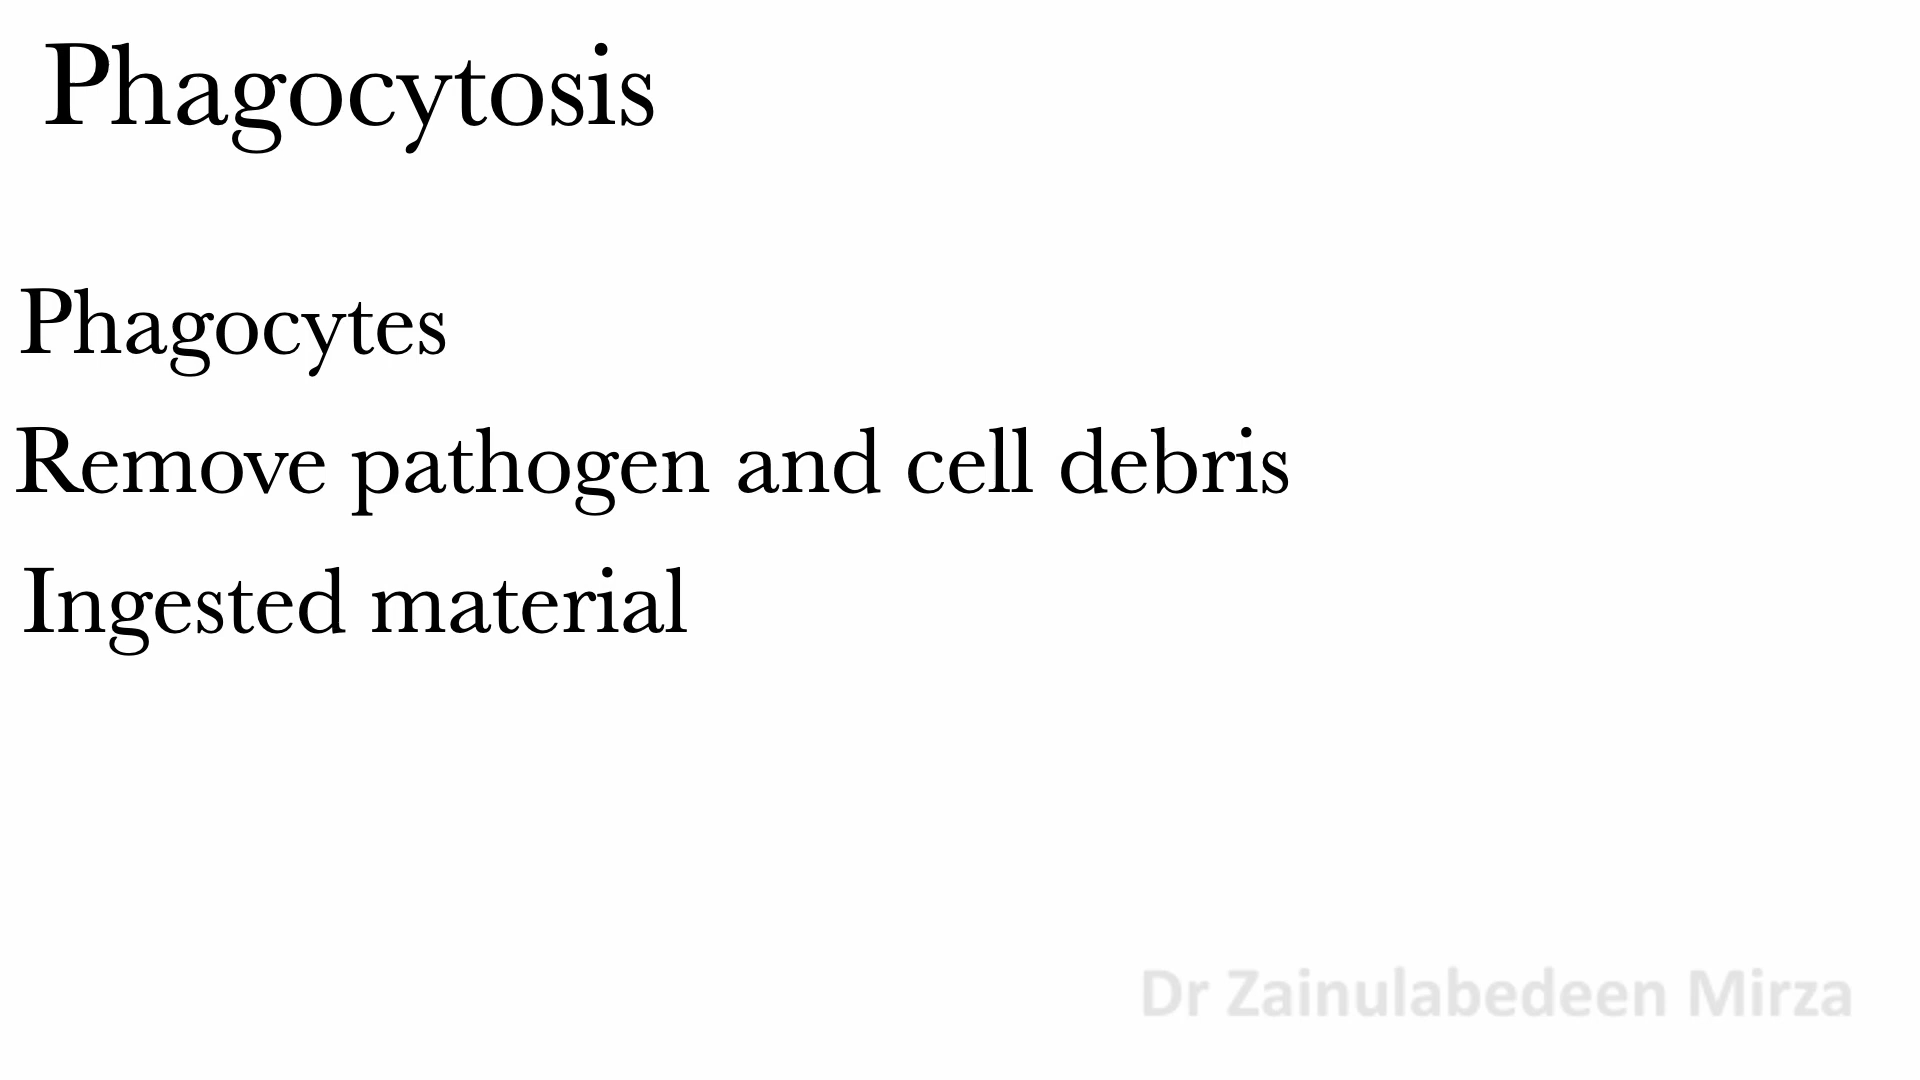 Phagocytosis
Phagocytes
Remove pathogen and cell debris
Ingested material
Dr Zainulabedeen Mirza